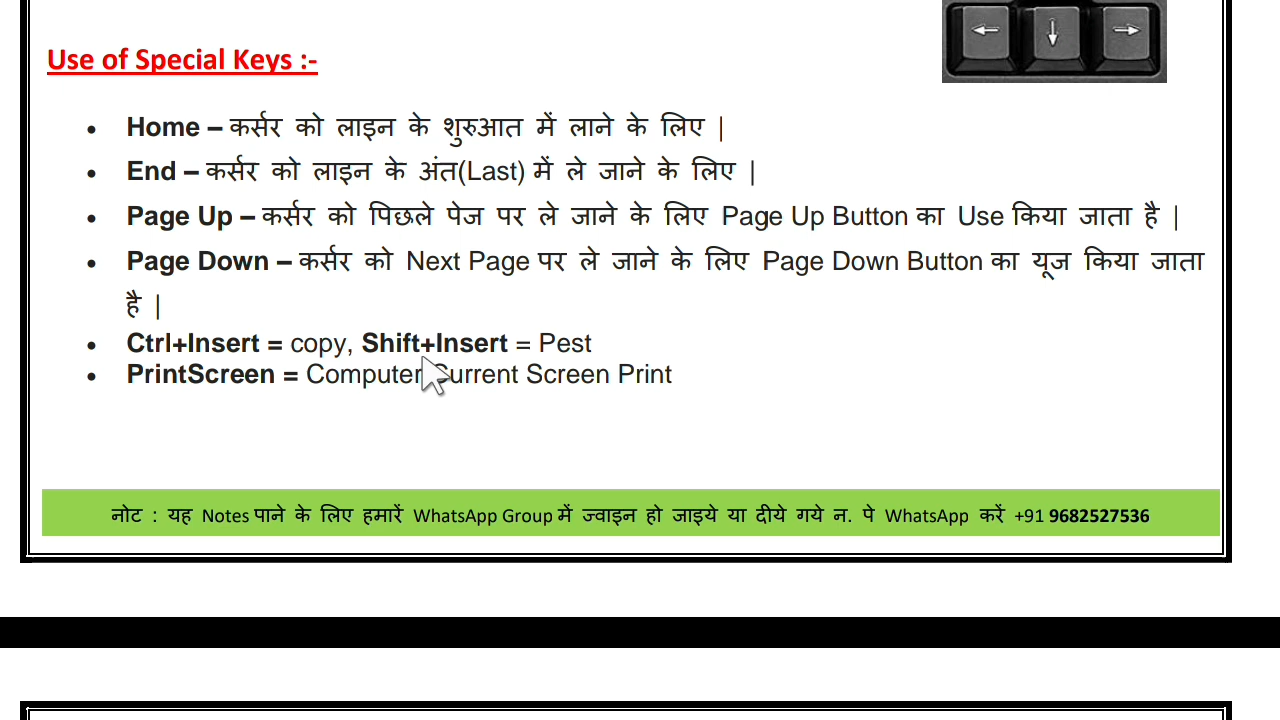 Use of Special Keys :-
• Home – कर्सर को लाइन के शुरुआत में लाने के लिए |
• End – कर्सर को लाइन के अंत(Last) में ले जाने के लिए |
• Page Up – कर्सर को पिछले पेज पर ले जाने के लिए Page Up Button का Use किया जाता है |
• Page Down – कर्सर को Next Page पर ले जाने के लिए Page Down Button का यूज किया जाता
है |
• Ctrl+Insert = copy, Shift+Insert = Pest
• PrintScreen = Computer Current Screen Print
नोट : यह Notes पाने के लिए हमारें WhatsApp Group में ज्वाइन हो जाइये या दीये गये न. पे WhatsApp करें +91 9682527536